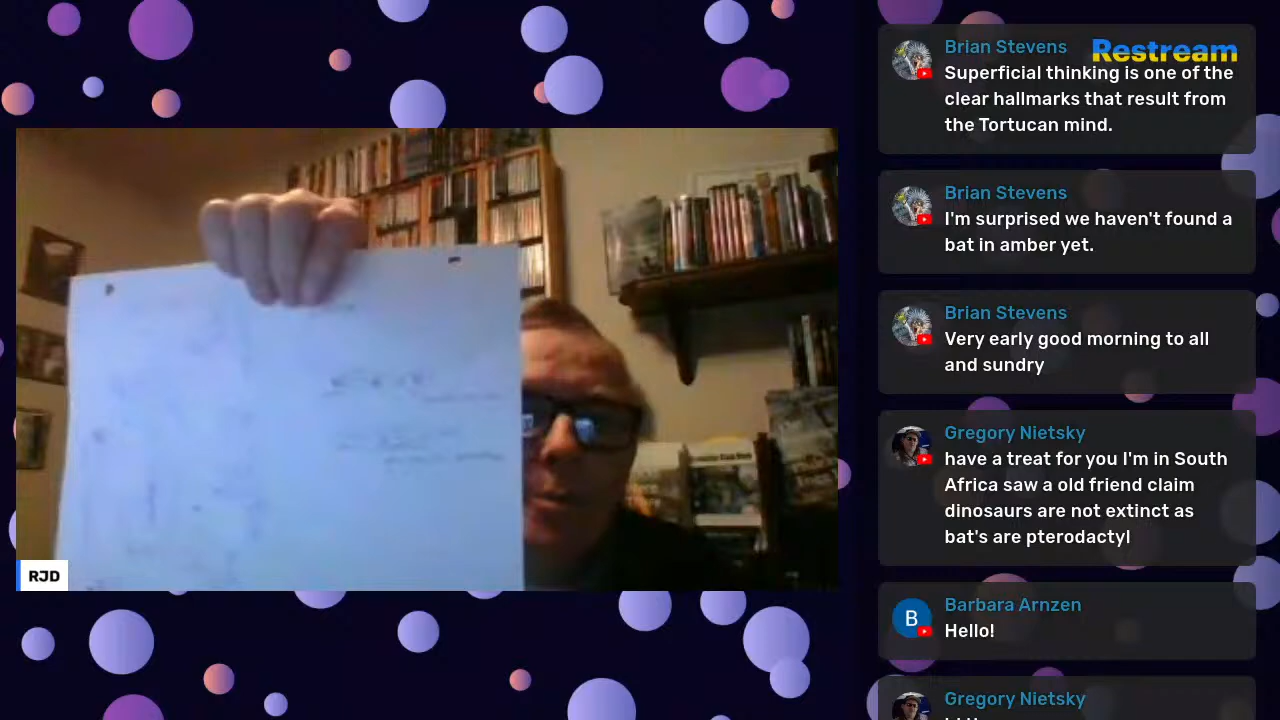 Restream
Brian Stevens
Superficial thinking is one of the
clear hallmarks that result from
the Tortucan mind.
Brian Stevens
I'm surprised we haven't found a
bat in amber yet.
Brian Stevens
Very early good morning to all
and sundry
Gregory Nietsky
have a treat for you I'm in South
Africa saw a old friend claim
dinosaurs are not extinct as
bat's are pterodactyl
B
Barbara Arnzen
Hello!
Gregory Nietsky
RJD